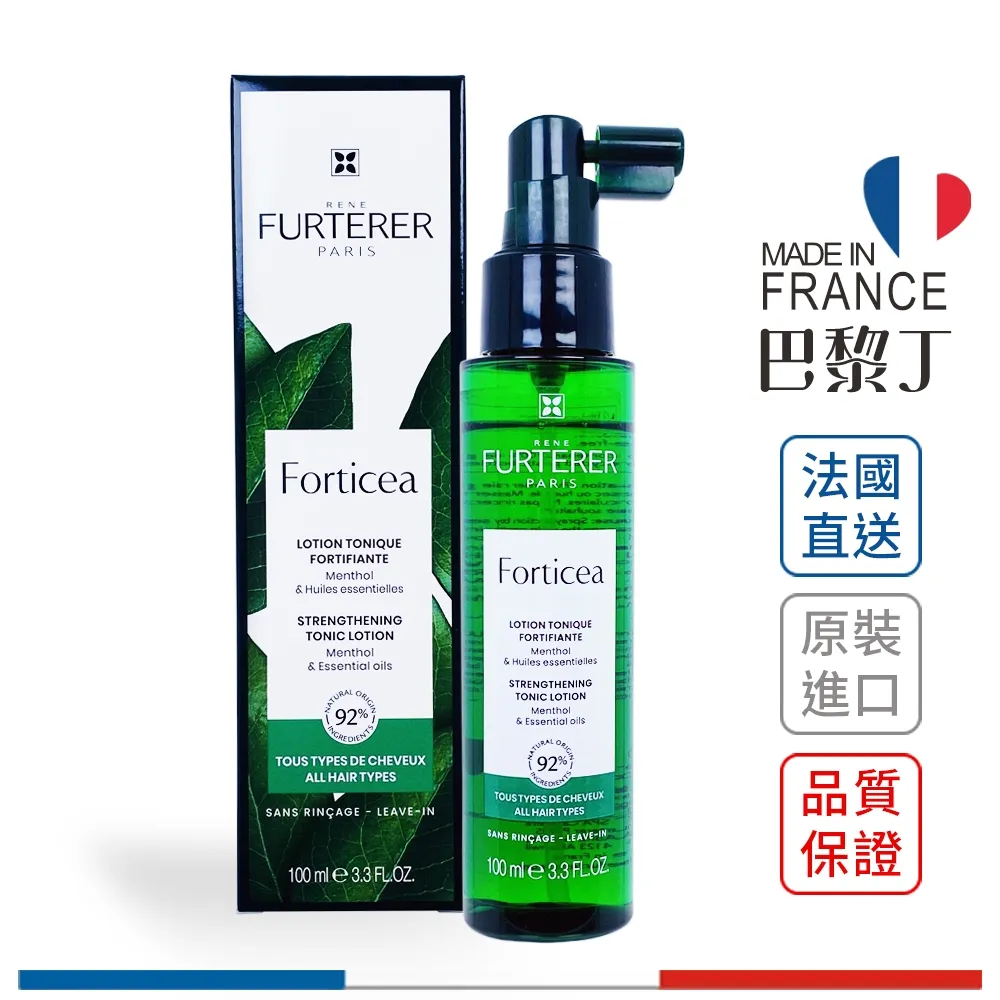 RENE
FURTERER
PARIS
Forticea
LOTION TONIQUE
FORTIFIANTE
Menthol
& Huiles essentielles
STRENGTHENING
TONIC LOTION
Menthol
& Essential oils
NATURAL ORIGIN
92%
INGREDIENTS
TOUS TYPES DE CHEVEUX
ALL HAIR TYPES
SANS RINÇAGE - LEAVE-IN
100 ml e 3.3 FL.OZ.
RENE
FURTERER
PARIS
Forticea
LOTION TONIQUE
FORTIFIANTE
Menthol
& Huiles essentielles
STRENGTHENING
TONIC LOTION
Menthol
& Essential oils
NATURAL ORIGIN
92%
INGREDIENTS
TOUS TYPES DE CHEVEUX
ALL HAIR TYPES
SANS RINÇAGE - LEAVE-IN
100 ml e 3.3 FL.OZ.
MADE IN
FRANCE
巴黎丁
法國
直送
原裝
進口
品質
保證